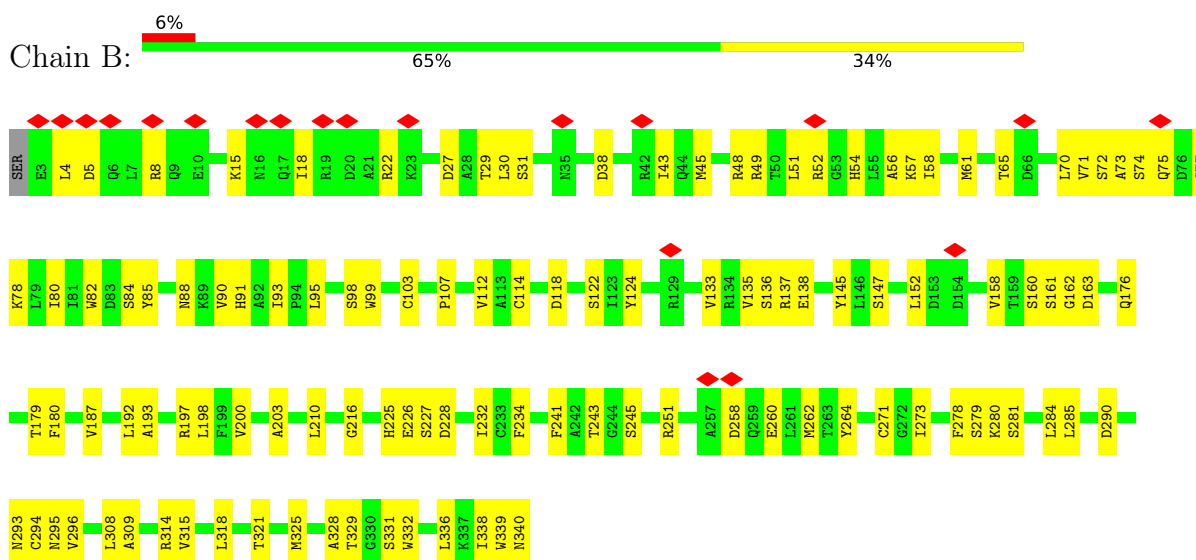 6%
Chain B:
65% 34%
SER E3 L4 D5 Q6 L7 R8 Q9 E10 K15 N16 Q17 I18 R19 D20 A21 R22 K23 D27 A28 T29 L30 S31 N35 D38 R42 I43 Q44 M45 R48 R49 T50 L51 R52 G53 H54 L55 A56 K57 I58 M61 T65 D66 L70 V71 S72 A73 S74 Q75 D76
K78 L79 I80 I81 W82 D83 S84 Y85 N88 K89 V90 H91 A92 I93 P94 L95 S98 W99 C103 P107 V112 A113 C114 D118 S122 I123 Y124 R129 V133 R134 V135 S136 R137 E138 Y145 L146 S147 L152 D153 D154 V158 T159 S160 S161 G162 D163 Q176
T179 F180 V187 L192 A193 R197 L198 F199 V200 A203 L210 G216 H225 E226 S227 D228 I232 C233 F234 F241 A242 T243 G244 S245 R251 A257 D258 Q259 E260 L261 M262 T263 Y264 C271 G272 I273 F278 S279 K280 S281 L284 L285 D290
N293 C294 N295 V296 L308 A309 R314 V315 L318 T321 M325 A328 T329 G330 S331 W332 L336 K337 I338 W339 N340